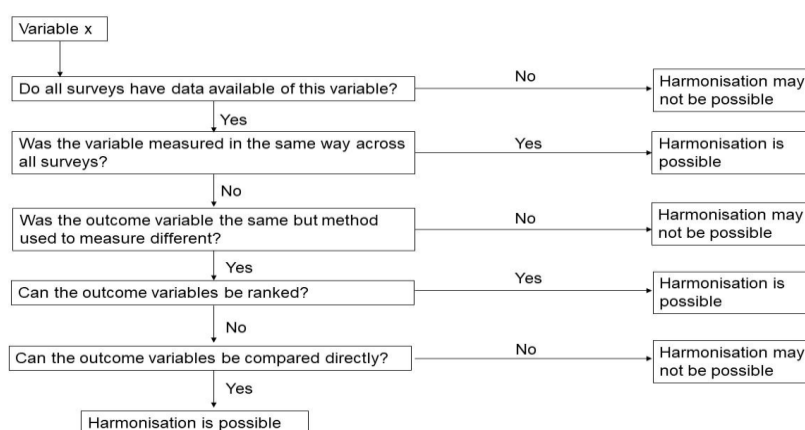 Variable x
Do all surveys have data available of this variable?
No
Harmonisation may
not be possible
Yes
Was the variable measured in the same way across
all surveys?
Yes
Harmonisation is
possible
No
Was the outcome variable the same but method
used to measure different?
No
Harmonisation may
not be possible
Yes
Can the outcome variables be ranked?
Yes
Harmonisation is
possible
No
Can the outcome variables be compared directly?
No
Harmonisation may
not be possible
Yes
Harmonisation is possible